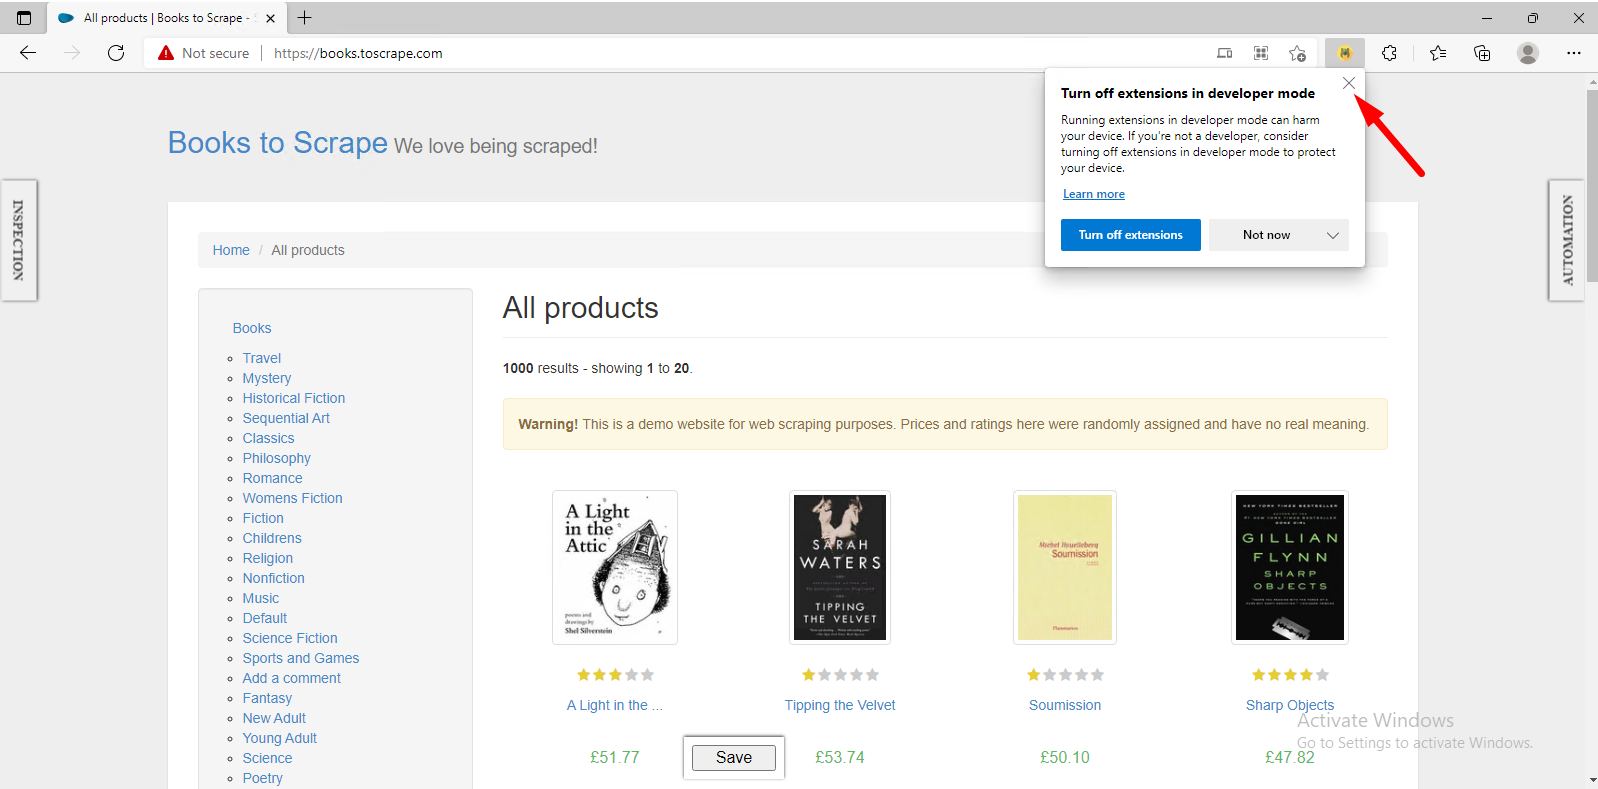 All products | Books to Scrape -
Not secure
https://books.toscrape.com
Turn off extensions in developer mode
Running extensions in developer mode can harm
your device. If you're not a developer, consider
turning off extensions in developer mode to protect
your device.
Learn more
Turn off extensions
Not now
Books to Scrape We love being scraped!
INSPECTION
AUTOMATION
Home / All products
Books
Travel
Mystery
Historical Fiction
Sequential Art
Classics
Philosophy
Romance
Womens Fiction
Fiction
Childrens
Religion
Nonfiction
Music
Default
Science Fiction
Sports and Games
Add a comment
Fantasy
New Adult
Young Adult
Science
Poetry
All products
1000 results - showing 1 to 20.
Warning! This is a demo website for web scraping purposes. Prices and ratings here were randomly assigned and have no real meaning.
A Light
in the
Attic
poems and
drawings by
Shel Silverstein
SARAH
WATERS
TIPPING
THE VELVET
Michel Houellebecq
Soumission
Flammarion
NEW YORK TIMES BESTSELLER
GONE GIRL
GILLIAN
FLYNN
SHARP
OBJECTS
A Light in the ...
Tipping the Velvet
Soumission
Sharp Objects
£51.77
£53.74
£50.10
£47.82
Save
Activate Windows
Go to Settings to activate Windows.